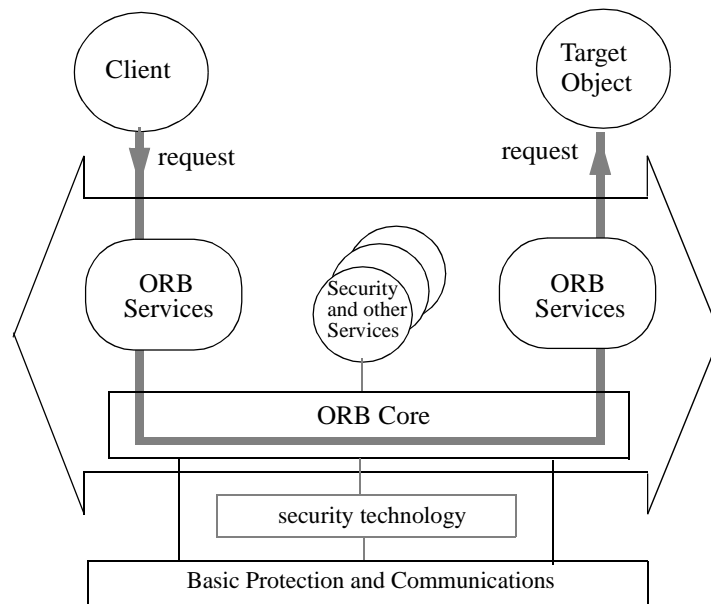 Client
Target
Object
request
request
ORB
Services
Security
and other
Services
ORB
Services
ORB Core
security technology
Basic Protection and Communications